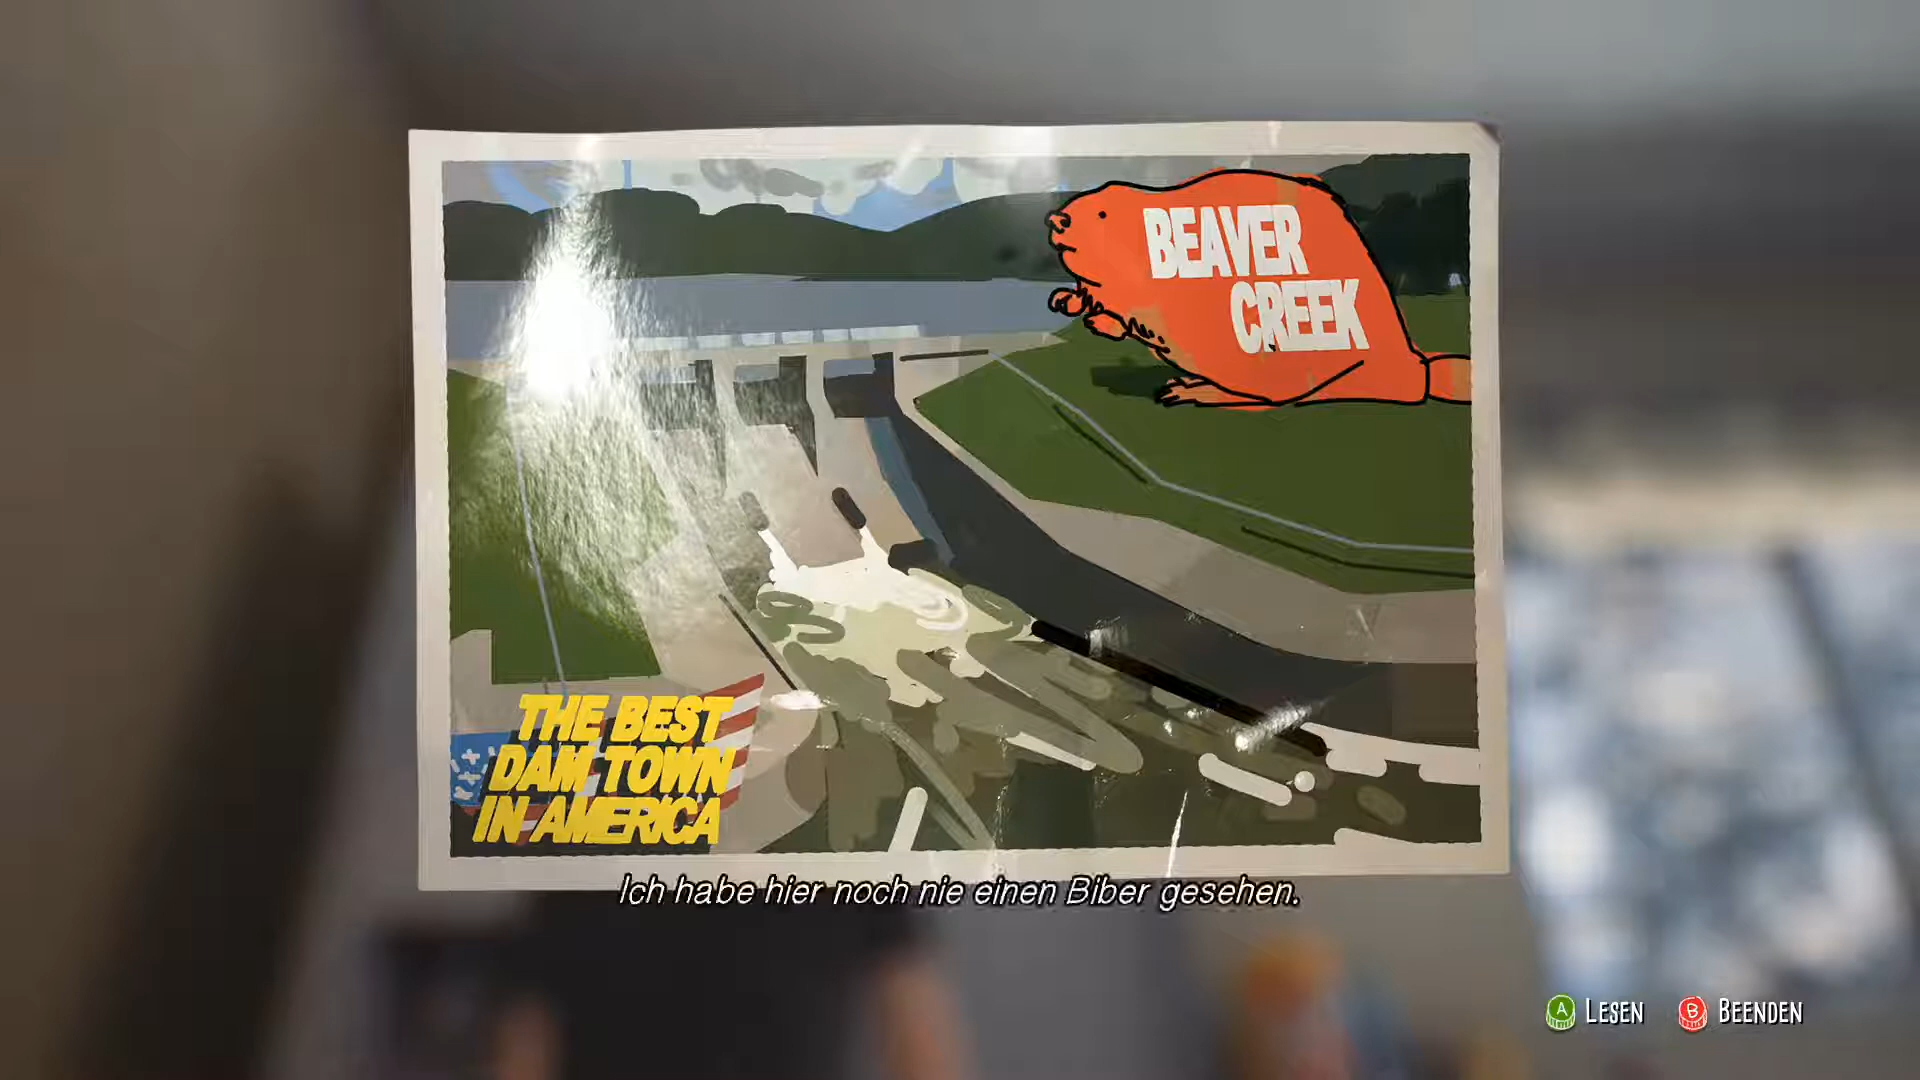 BEAVER
CREEK
THE BEST
DAM TOWN
IN AMERICA
Ich habe hier noch nie einen Biber gesehen.
A LESEN B BEENDEN